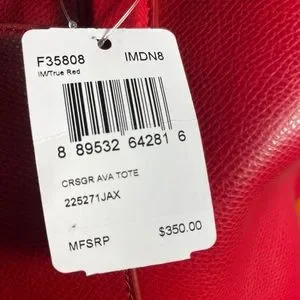 F35808 IMDN8
IM/True Red
8 89532 64281 6
CRSGR AVA TOTE
225271JAX
MFSRP $350.00